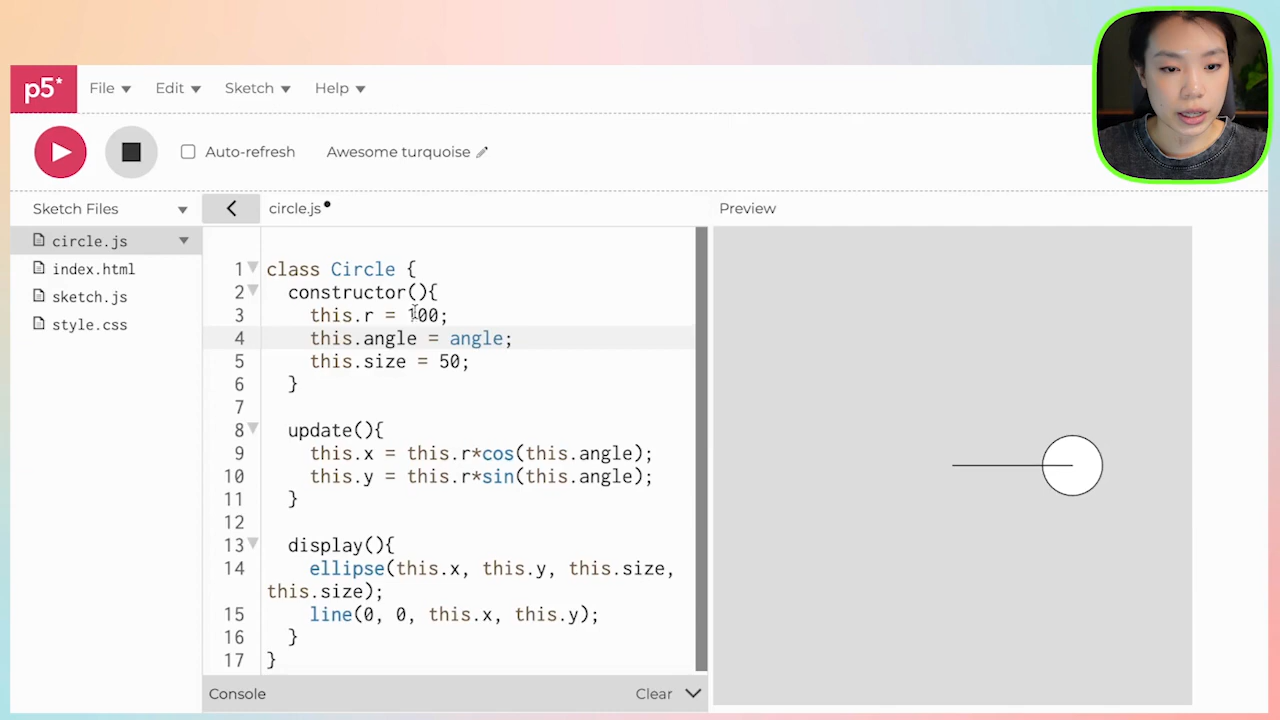 p5*
File Edit Sketch Help
Auto-refresh Awesome turquoise
Sketch Files
circle.js
index.html
sketch.js
style.css
circle.js
1 class Circle {
2 constructor(){
3 this.r = 100;
4 this.angle = angle;
5 this.size = 50;
6 }
7
8 update(){
9 this.x = this.r*cos(this.angle);
10 this.y = this.r*sin(this.angle);
11 }
12
13 display(){
14 ellipse(this.x, this.y, this.size,
this.size);
15 line(0, 0, this.x, this.y);
16 }
17 }
Console Clear
Preview